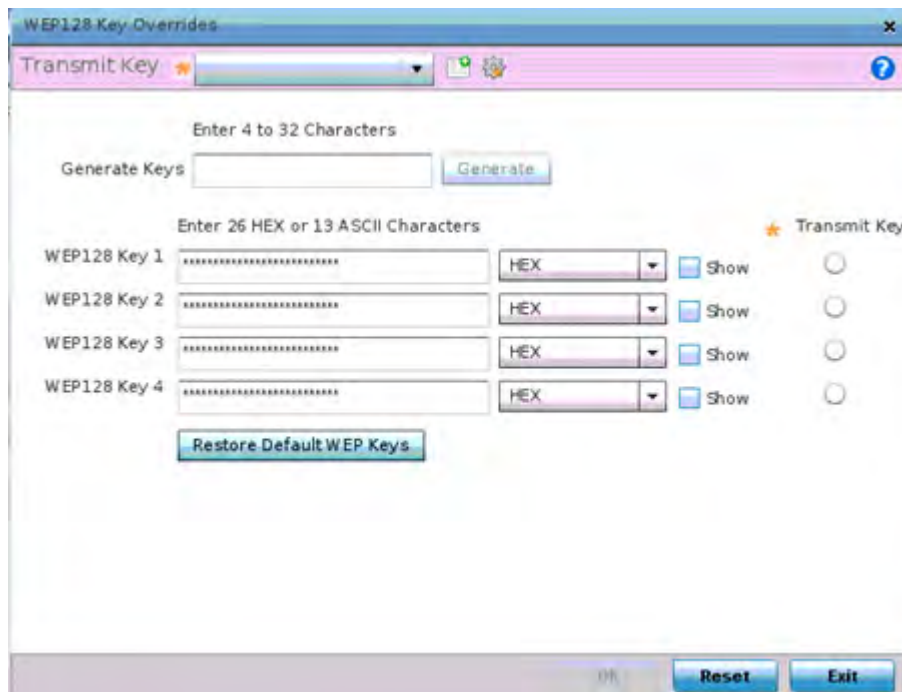 WEP128 Key Overrides
Transmit Key *
Enter 4 to 32 Characters
Generate Keys Generate
Enter 26 HEX or 13 ASCII Characters * Transmit Key
WEP128 Key 1 ************************** HEX Show
WEP128 Key 2 ************************** HEX Show
WEP128 Key 3 ************************** HEX Show
WEP128 Key 4 ************************** HEX Show
Restore Default WEP Keys
OK Reset Exit